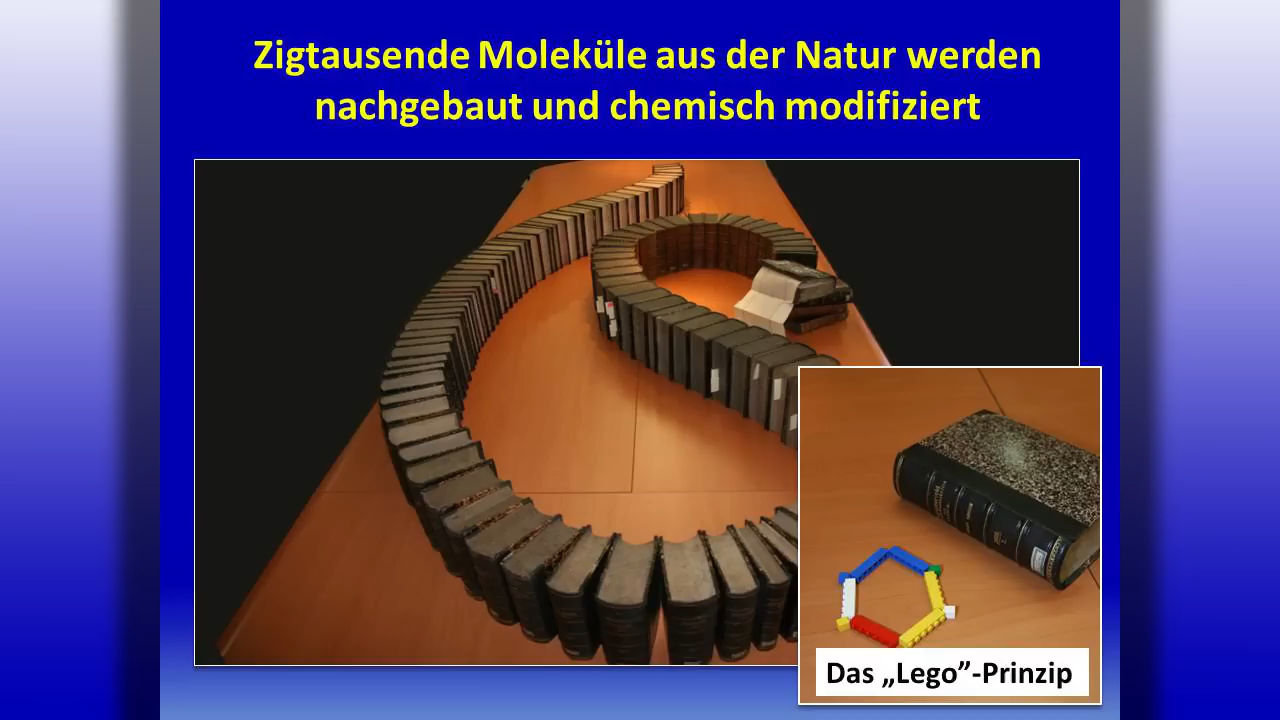 Zigtausende Moleküle aus der Natur werden
nachgebaut und chemisch modifiziert
Das „Lego”-Prinzip